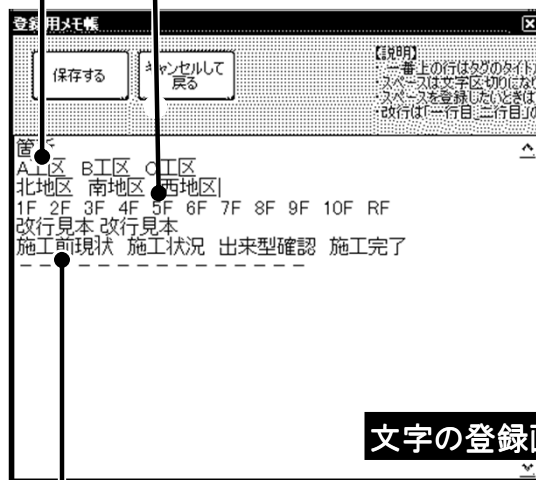 登録用メモ帳
保存する
キャンセルして
戻る
【説明】
・一番上の行はタグのタイト
・スペースは文字区切りにな
・スペースを登録したいときは
・改行は「一行目_二行目」の
箇所
A工区 B工区 C工区
北地区 南地区 西地区
1F 2F 3F 4F 5F 6F 7F 8F 9F 10F RF
改行見本 改行見本
施工前現状 施工状況 出来型確認 施工完了
文字の登録画